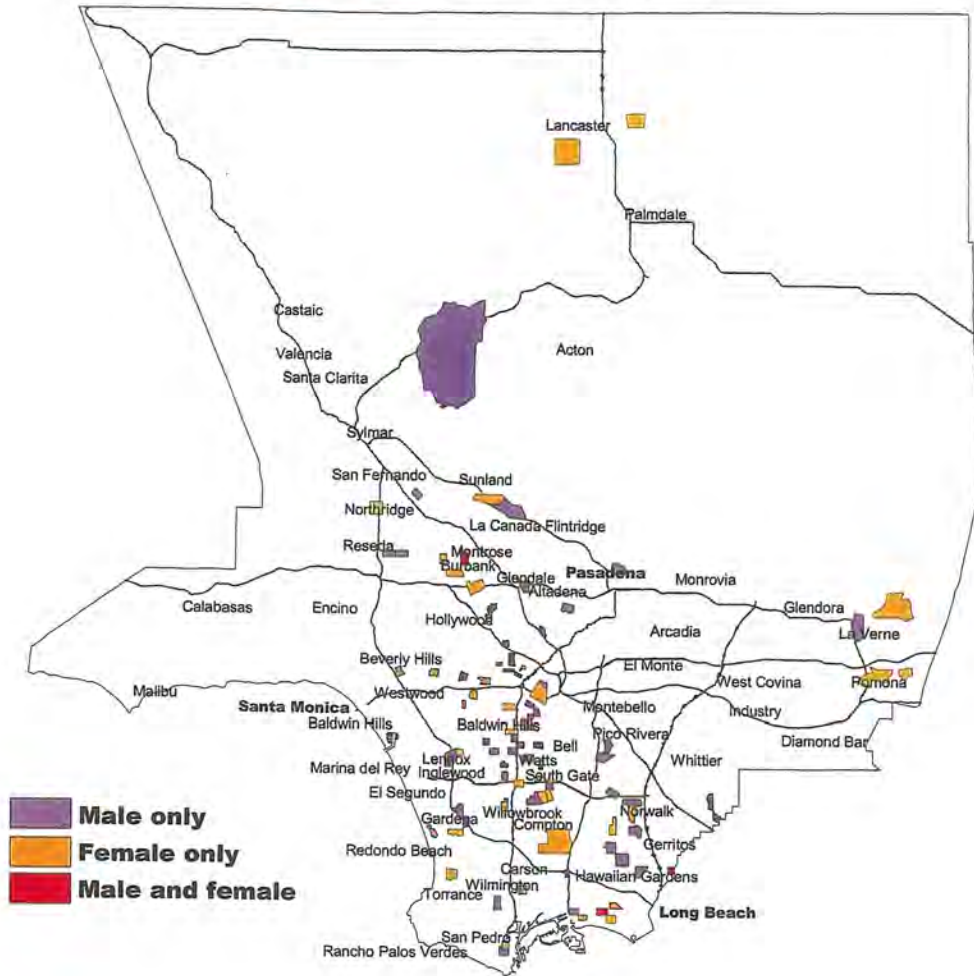 Lancaster
Palmdale
Castaic
Acton
Valencia
Santa Clarita
Sylmar
San Fernando
Sunland
Northridge
La Canada Flintridge
Reseda
Montrose
Burbank
Glendale
Pasadena
Altadena
Monrovia
Calabasas
Encino
Hollywood
Glendora
Arcadia
La Verne
Beverly Hills
El Monte
Westwood
West Covina
Pomona
Malibu
Santa Monica
Montebello
Industry
Baldwin Hills
Baldwin Hills
Pico Rivera
Diamond Bar
Bell
Lennox
Watts
Whittier
Marina del Rey
Inglewood
South Gate
El Segundo
Male only
Gardena
Willowbrook
Norwalk
Compton
Female only
Redondo Beach
Cerritos
Carson
Hawaiian Gardens
Male and female
Wilmington
Torrance
Long Beach
San Pedro
Rancho Palos Verdes